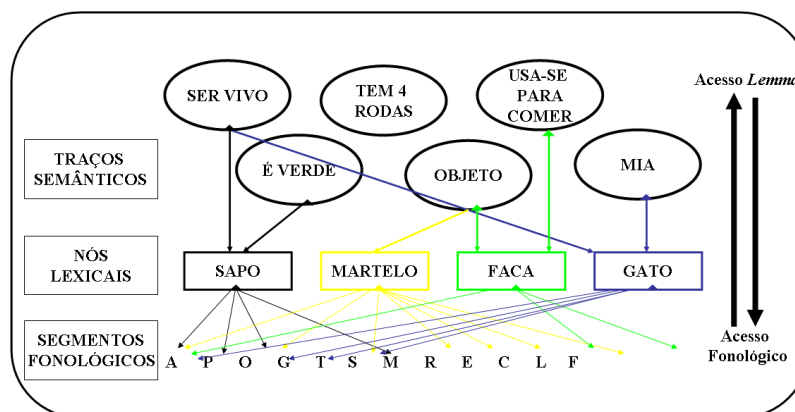 SER VIVO
TEM 4
RODAS
USA-SE
PARA
COMER
Acesso Lemma
TRAÇOS
SEMÂNTICOS
É VERDE
OBJETO
MIA
NÓS
LEXICAIS
SAPO
MARTELO
FACA
GATO
SEGMENTOS
FONOLÓGICOS
A P O G T S M R E C L F
Acesso
Fonológico